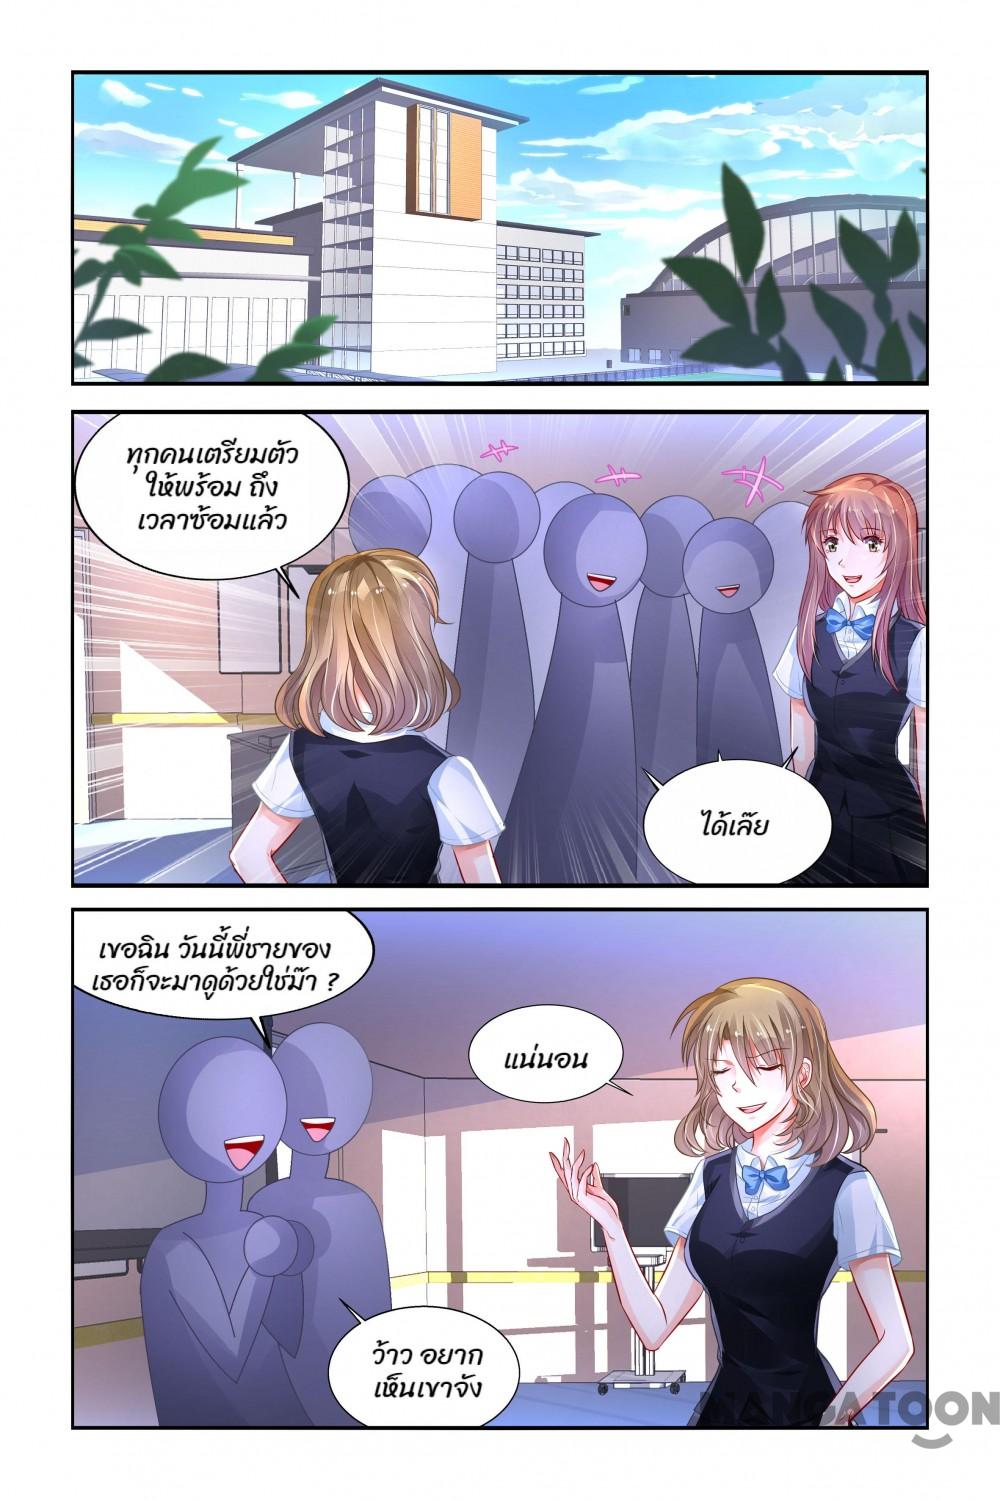 ทุกคนเตรียมตัว
ให้พร้อม ถึง
เวลาซ้อมแล้ว
ได้เลี๊ย
เขอฉิน วันนี้พี่ชายของ
เธอก็จะมาดูด้วยใช่ม๊า ?
แน่นอน
ว้าว อยาก
เห็นเขาจัง
MANGATOON